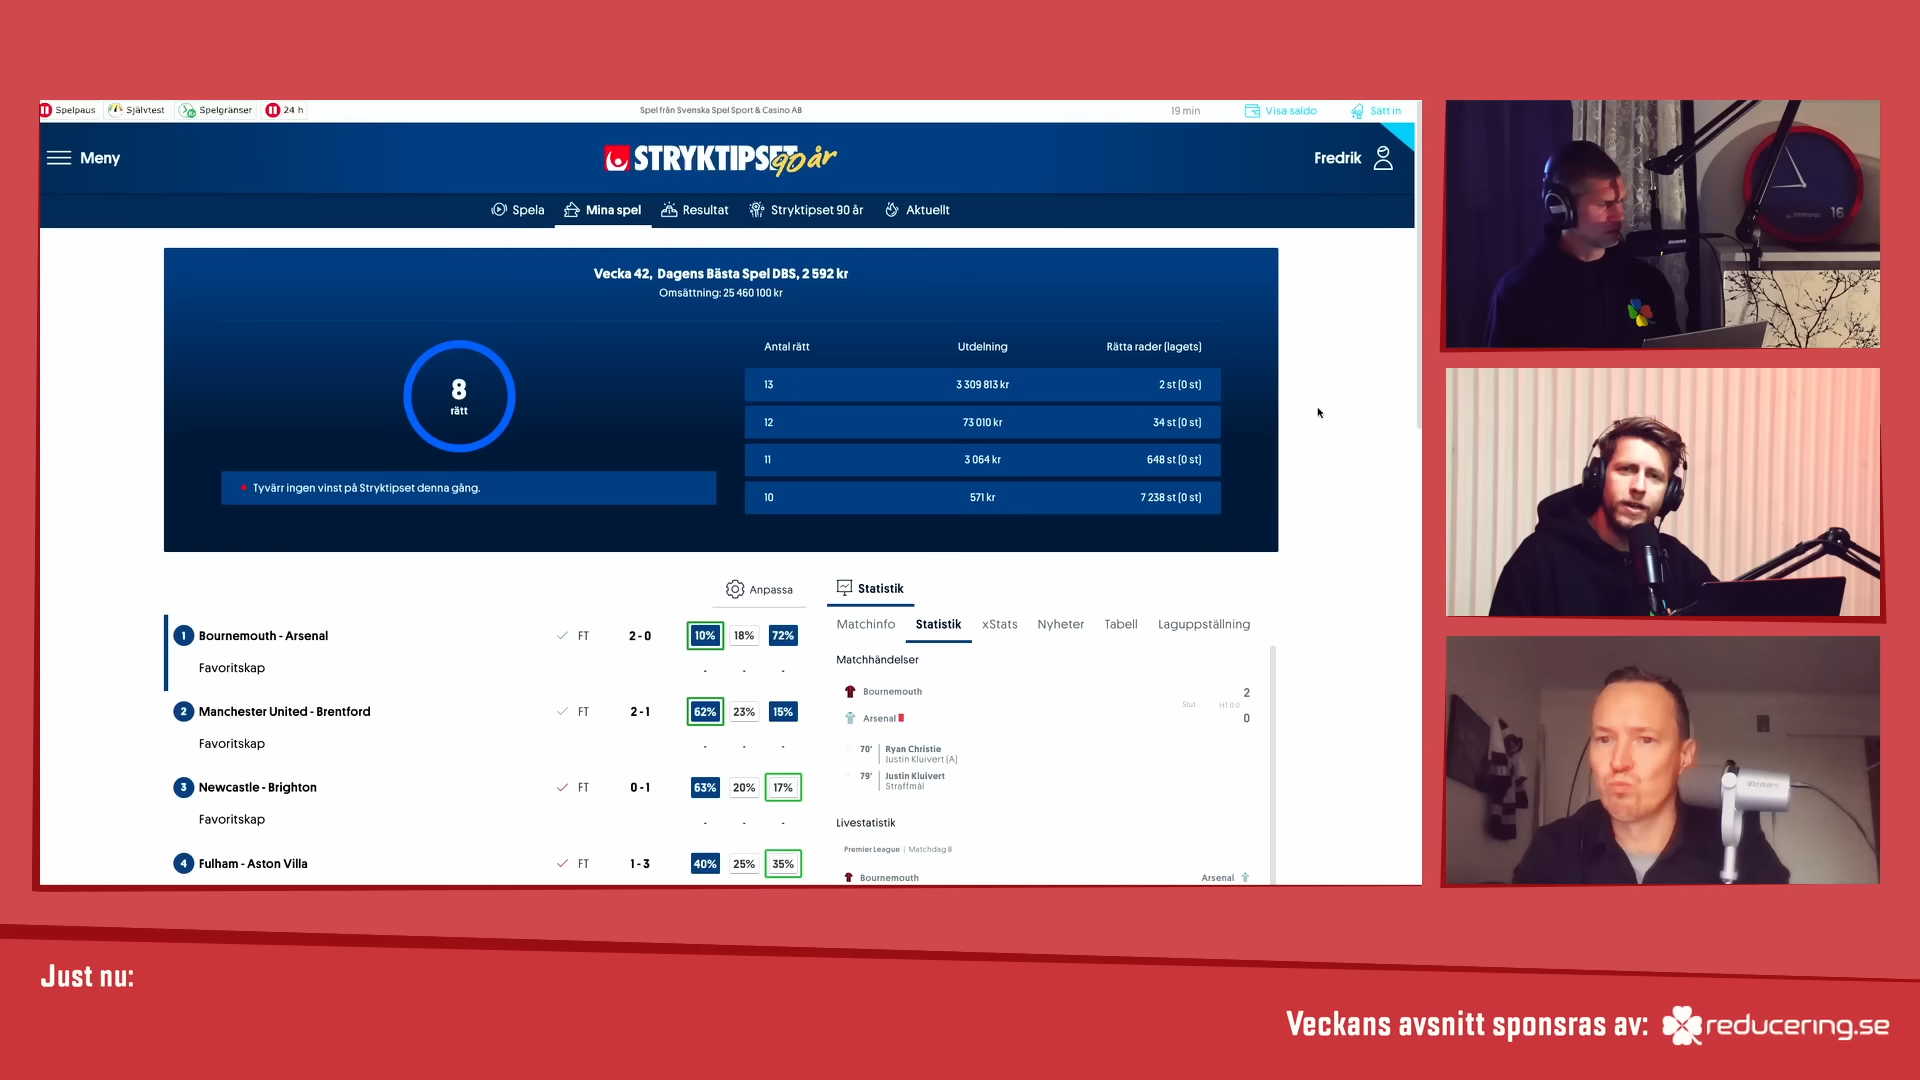 Spelpaus Självtest Spelgränser 24 h
Spel från Svenska Spel Sport & Casino AB
19 min Visa saldo Sätt in
Meny
STRYKTIPSET 90 år
Fredrik
Spela Mina spel Resultat Stryktipset 90 år Aktuellt
Vecka 42, Dagens Bästa Spel DBS, 2 592 kr
Omsättning: 25 460 100 kr
8
rätt
Tyvärr ingen vinst på Stryktipset denna gång.
Antal rätt Utdelning Rätta rader (lagets)
13 3 309 813 kr 2 st (0 st)
12 73 010 kr 34 st (0 st)
11 3 064 kr 648 st (0 st)
10 571 kr 7 238 st (0 st)
Anpassa
1 Bournemouth - Arsenal FT 2 - 0 10% 18% 72%
Favoritskap - - -
2 Manchester United - Brentford FT 2 - 1 62% 23% 15%
Favoritskap - - -
3 Newcastle - Brighton FT 0 - 1 63% 20% 17%
Favoritskap - - -
4 Fulham - Aston Villa FT 1 - 3 40% 25% 35%
Statistik
Matchinfo Statistik xStats Nyheter Tabell Laguppställning
Matchhändelser
Bournemouth 2
Slut HT 0:0
Arsenal 0
70' Ryan Christie
Justin Kluivert [A]
79' Justin Kluivert
Straffmål
Livestatistik
Premier League | Matchdag 8
Bournemouth Arsenal
16
Just nu:
Veckans avsnitt sponsras av: reducering.se